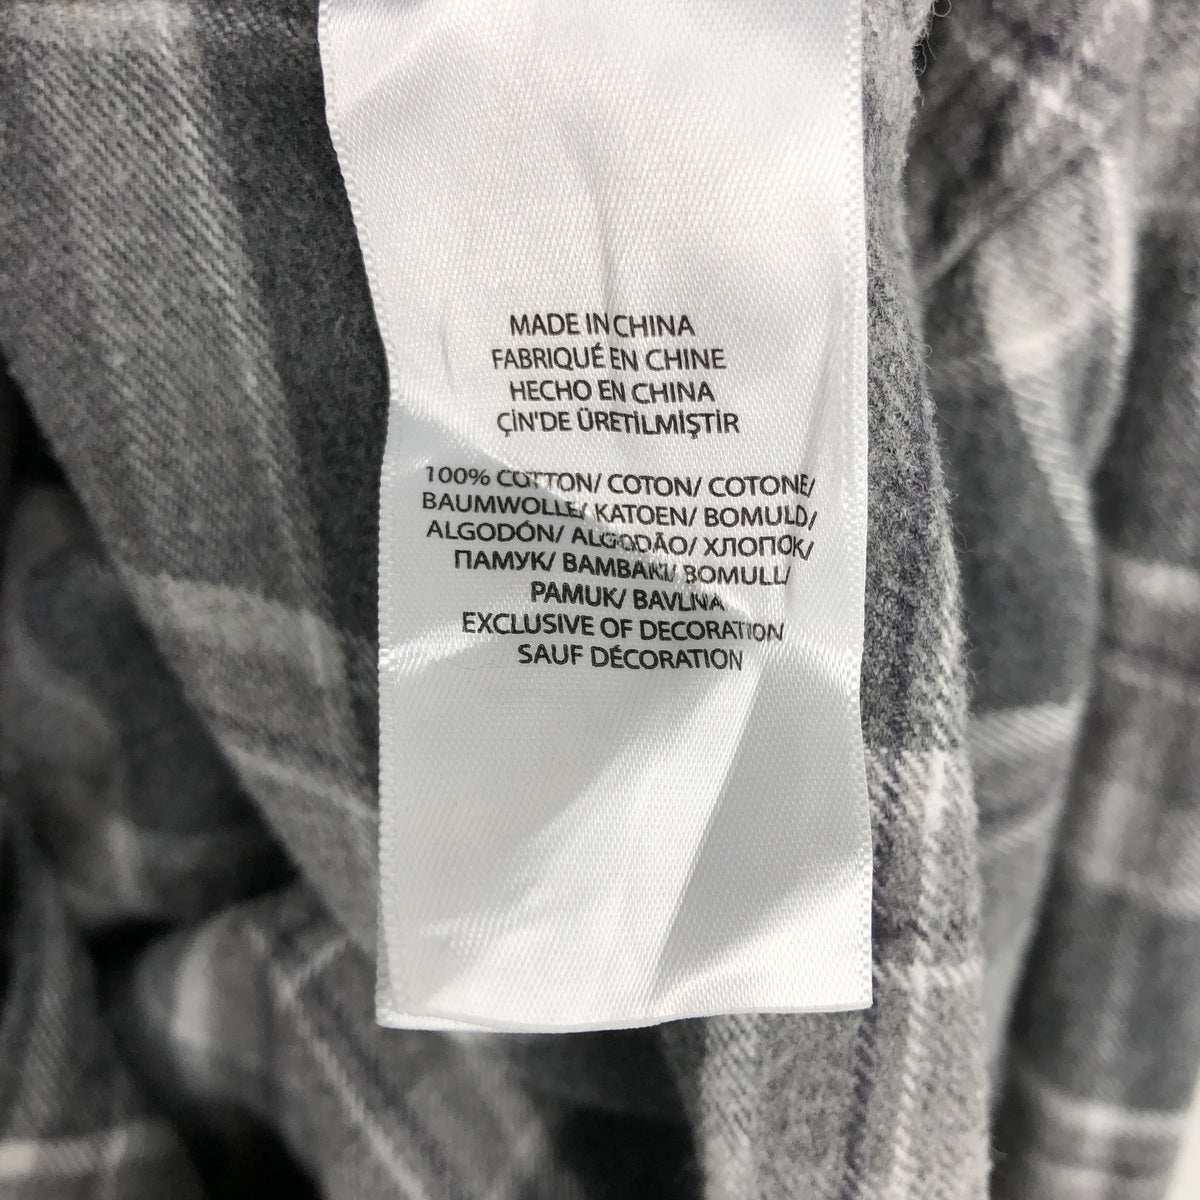 MADE IN CHINA
FABRIQUÉ EN CHINE
HECHO EN CHINA
ÇİN'DE ÜRETİLMİŞTİR
100% COTTON/ COTON/ COTONE/
BAUMWOLLE/ KATOEN/ BOMULD/
ALGODÓN/ ALGODÃO/ ХЛОПОК/
ПАМУК/ BAMBAKI/ BOMULL/
PAMUK/ BAVLNA
EXCLUSIVE OF DECORATION
SAUF DÉCORATION